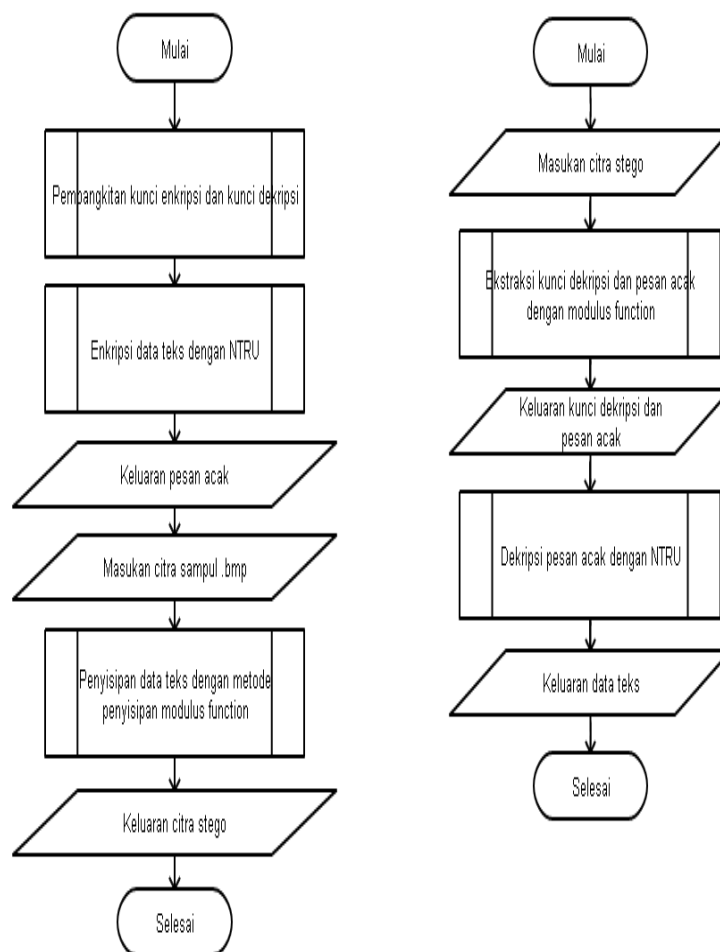 Mulai
Pembangkitan kunci enkripsi dan kunci dekripsi
Enkripsi data teks dengan NTRU
Keluaran pesan acak
Masukan citra sampul .bmp
Penyisipan data teks dengan metode
penyisipan modulus function
Keluaran citra stego
Selesai
Mulai
Masukan citra stego
Ekstraksi kunci dekripsi dan pesan acak
dengan modulus function
Keluaran kunci dekripsi dan
pesan acak
Dekripsi pesan acak dengan NTRU
Keluaran data teks
Selesai